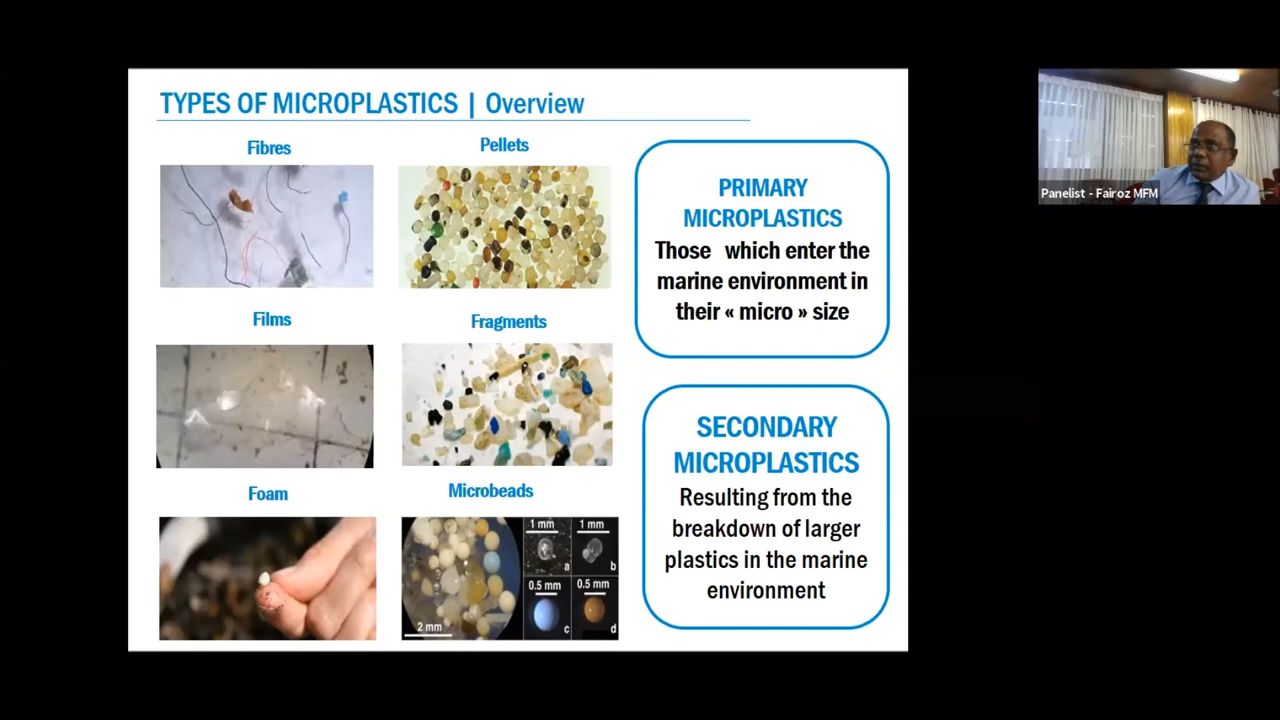 TYPES OF MICROPLASTICS | Overview
Fibres
Pellets
Films
Fragments
Foam
Microbeads
1 mm
1 mm
a
b
0.5 mm
0.5 mm
2 mm
c
d
PRIMARY
MICROPLASTICS
Those which enter the
marine environment in
their « micro » size
SECONDARY
MICROPLASTICS
Resulting from the
breakdown of larger
plastics in the marine
environment
Panelist - Fairoz MFM